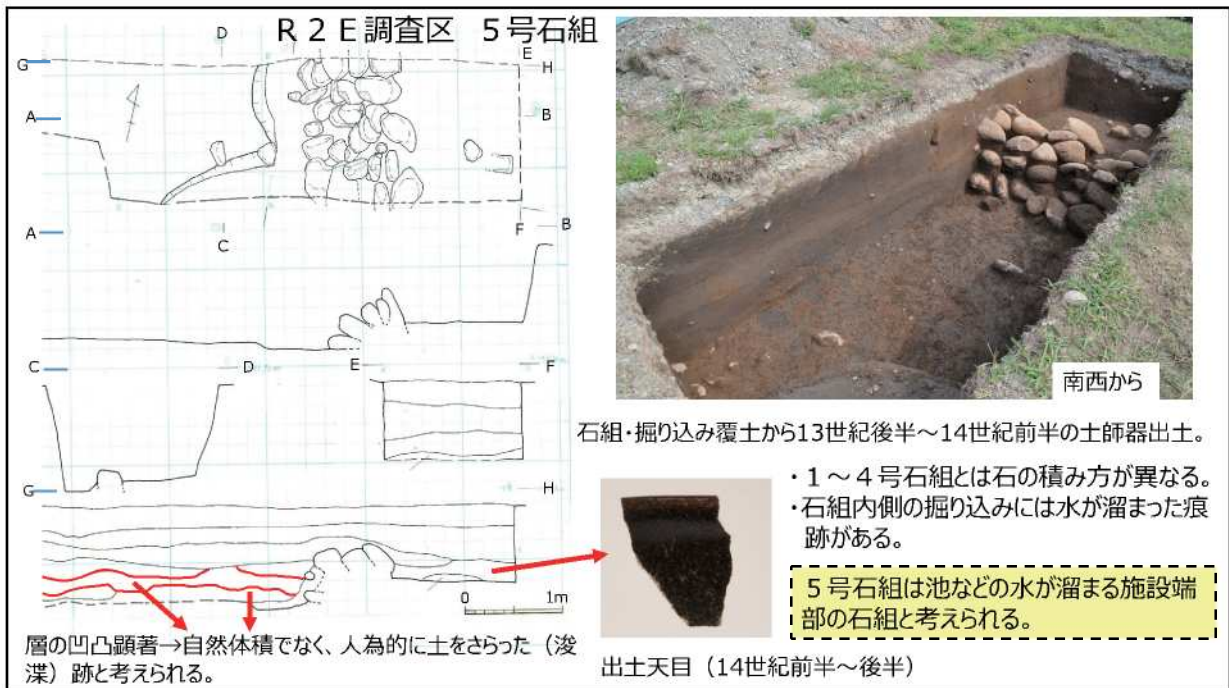 R2E調査区 5号石組
D
E
G
H
A
B
A
C
F
B
C
D
E
F
G
H
0 1m
層の凹凸顕著→自然体積でなく、人為的に土をさらった（浚
渫）跡と考えられる。
南西から
石組・掘り込み覆土から13世紀後半～14世紀前半の土師器出土。
・１～４号石組とは石の積み方が異なる。
・石組内側の掘り込みには水が溜まった痕
跡がある。
５号石組は池などの水が溜まる施設端
部の石組と考えられる。
出土天目（14世紀前半～後半）